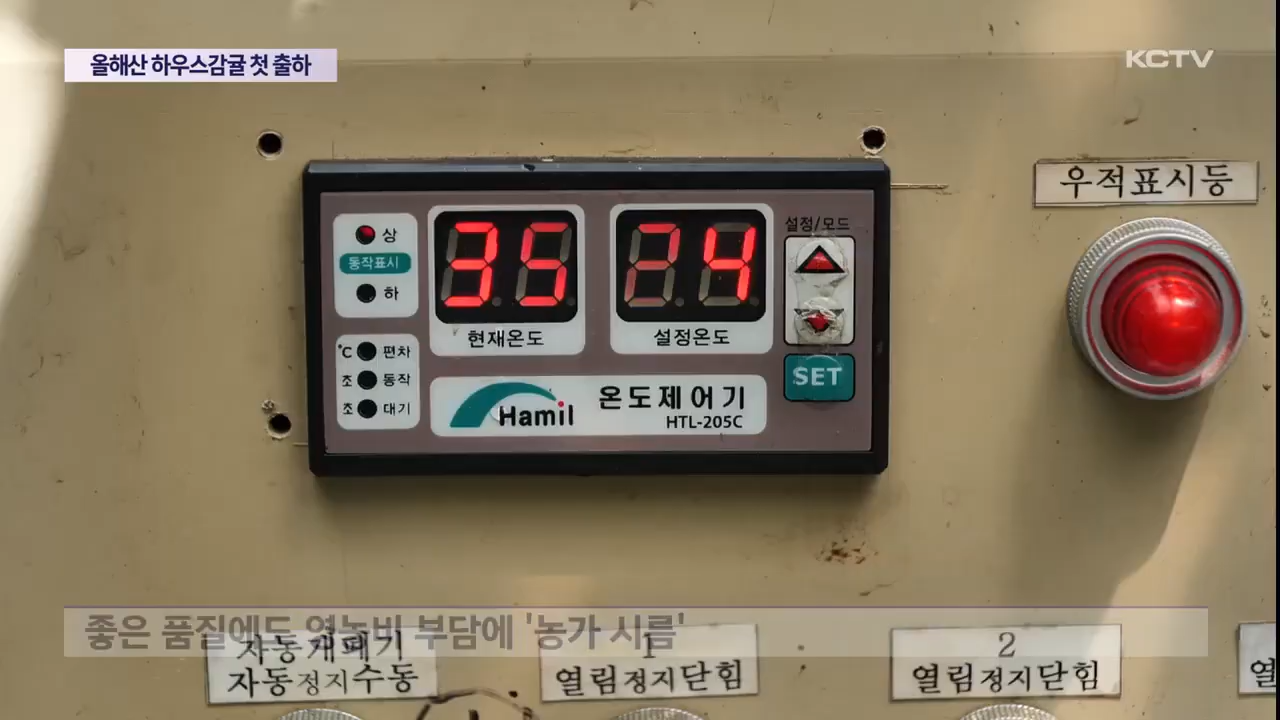 올해산 하우스감귤 첫 출하
KCTV
우적표시등
상
동작표시
하
℃ 편차
초 동작
초 대기
35
현재온도
24
설정온도
설정/모드
SET
Hamil
온도제어기
HTL-205C
좋은 품질에도 영농비 부담에 '농가 시름'
자동개폐기
자동정지수동
1
열림정지닫힘
2
열림정지닫힘